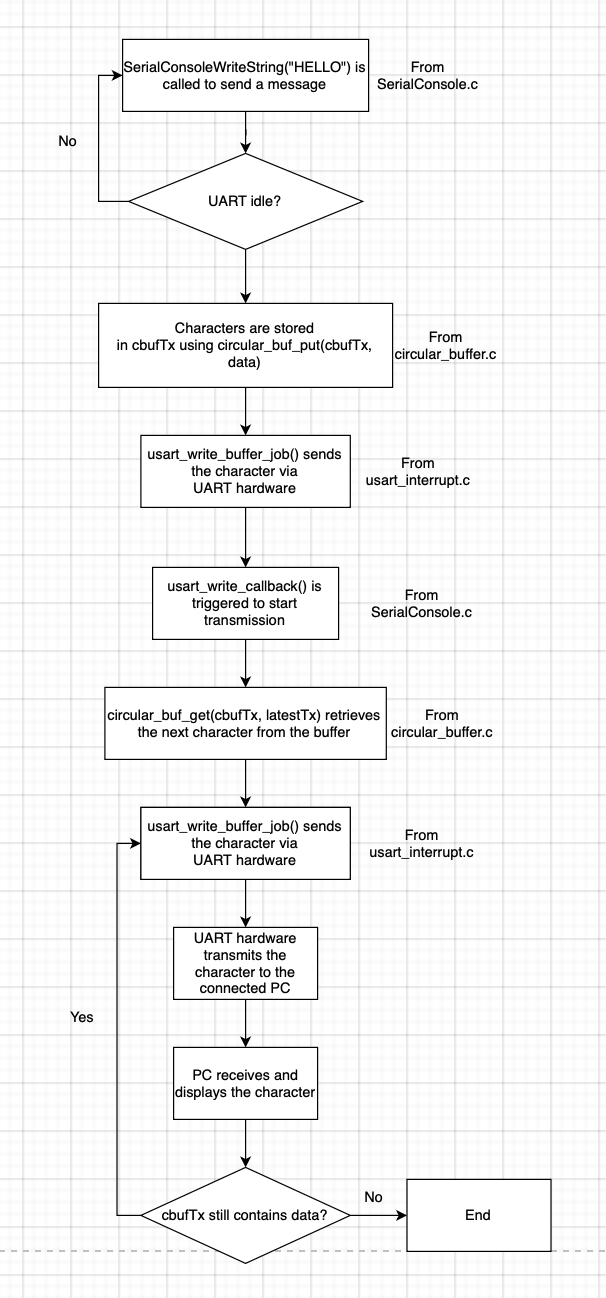 SerialConsoleWriteString("HELLO") is
called to send a message
From
SerialConsole.c
No
UART idle?
Characters are stored
in cbufTx using circular_buf_put(cbufTx,
data)
From
circular_buffer.c
usart_write_buffer_job() sends
the character via
UART hardware
From
usart_interrupt.c
usart_write_callback() is
triggered to start
transmission
From
SerialConsole.c
circular_buf_get(cbufTx, latestTx) retrieves
the next character from the buffer
From
circular_buffer.c
usart_write_buffer_job() sends
the character via
UART hardware
From
usart_interrupt.c
UART hardware
transmits the
character to the
connected PC
Yes
PC receives and
displays the character
cbufTx still contains data?
No
End